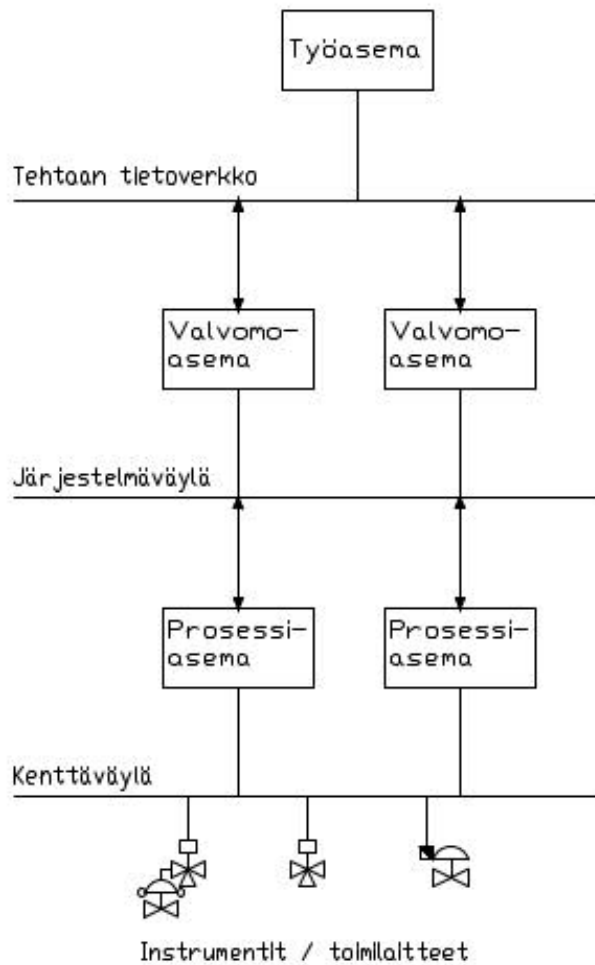 Työasema
Tehtaan tietoverkko
Valvomo-
asema
Valvomo-
asema
Järjestelmäväylä
Prosessi-
asema
Prosessi-
asema
Kenttäväylä
Instrumentit / toimilaitteet